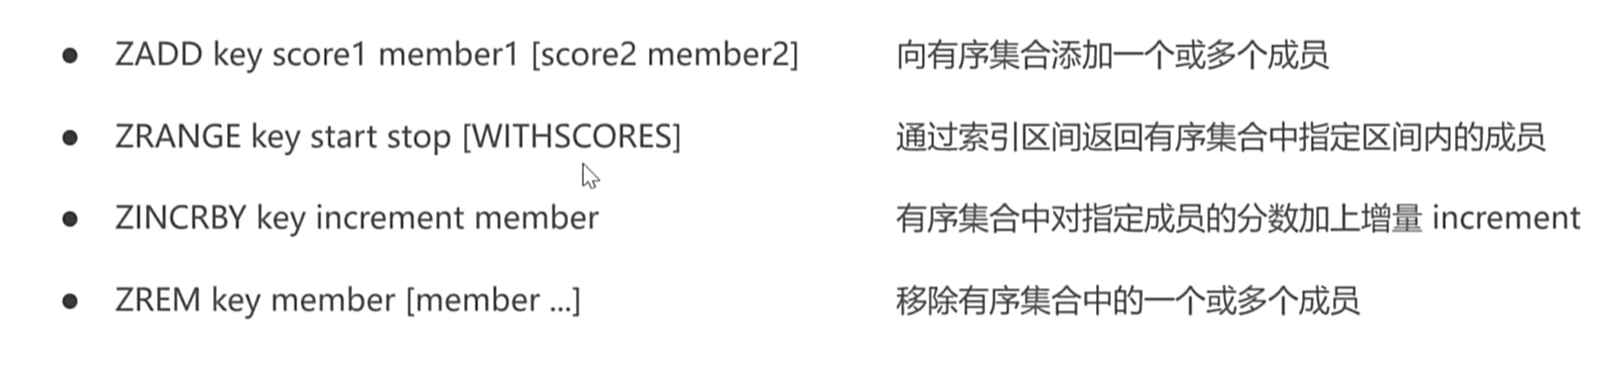 ● ZADD key score1 member1 [score2 member2] 向有序集合添加一个或多个成员
● ZRANGE key start stop [WITHSCORES] 通过索引区间返回有序集合中指定区间内的成员
● ZINCRBY key increment member 有序集合中对指定成员的分数加上增量 increment
● ZREM key member [member ...] 移除有序集合中的一个或多个成员